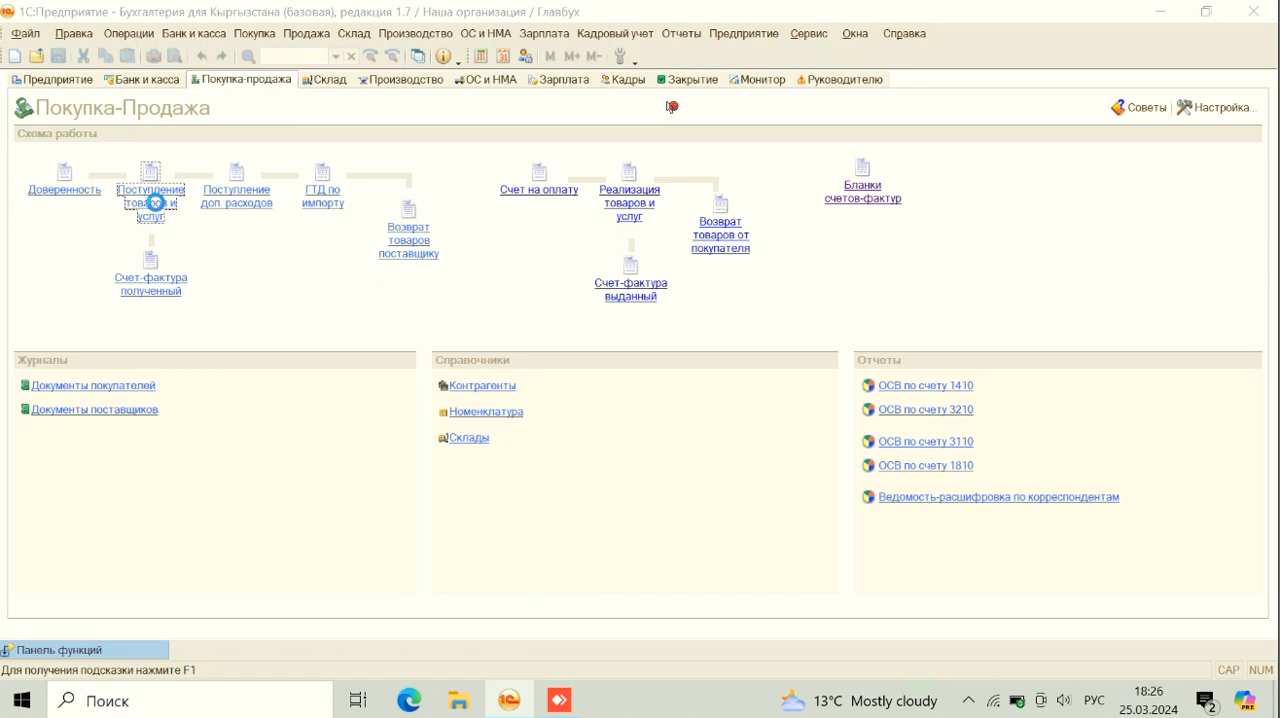 1С:Предприятие - Бухгалтерия для Кыргызстана (базовая), редакция 1.7 / Наша организация / Главбух
Файл Правка Операции Банк и касса Покупка Продажа Склад Производство ОС и НМА Зарплата Кадровый учет Отчеты Предприятие Сервис Окна Справка
M M+ M-
Предприятие Банк и касса Покупка-продажа Склад Производство ОС и НМА Зарплата Кадры Закрытие Монитор Руководителю
Покупка-Продажа
Советы Настройка...
Схема работы
Доверенность
Поступление товаров и услуг
Поступление доп. расходов
ГТД по импорту
Возврат товаров поставщику
Счет-фактура полученный
Счет на оплату
Реализация товаров и услуг
Возврат товаров от покупателя
Счет-фактура выданный
Бланки счетов-фактур
Журналы
Документы покупателей
Документы поставщиков
Справочники
Контрагенты
Номенклатура
Склады
Отчеты
ОСВ по счету 1410
ОСВ по счету 3210
ОСВ по счету 3110
ОСВ по счету 1810
Ведомость-расшифровка по корреспондентам
Панель функций
Для получения подсказки нажмите F1
CAP NUM
Поиск
13°C Mostly cloudy
РУС
18:26
25.03.2024
2
PRE